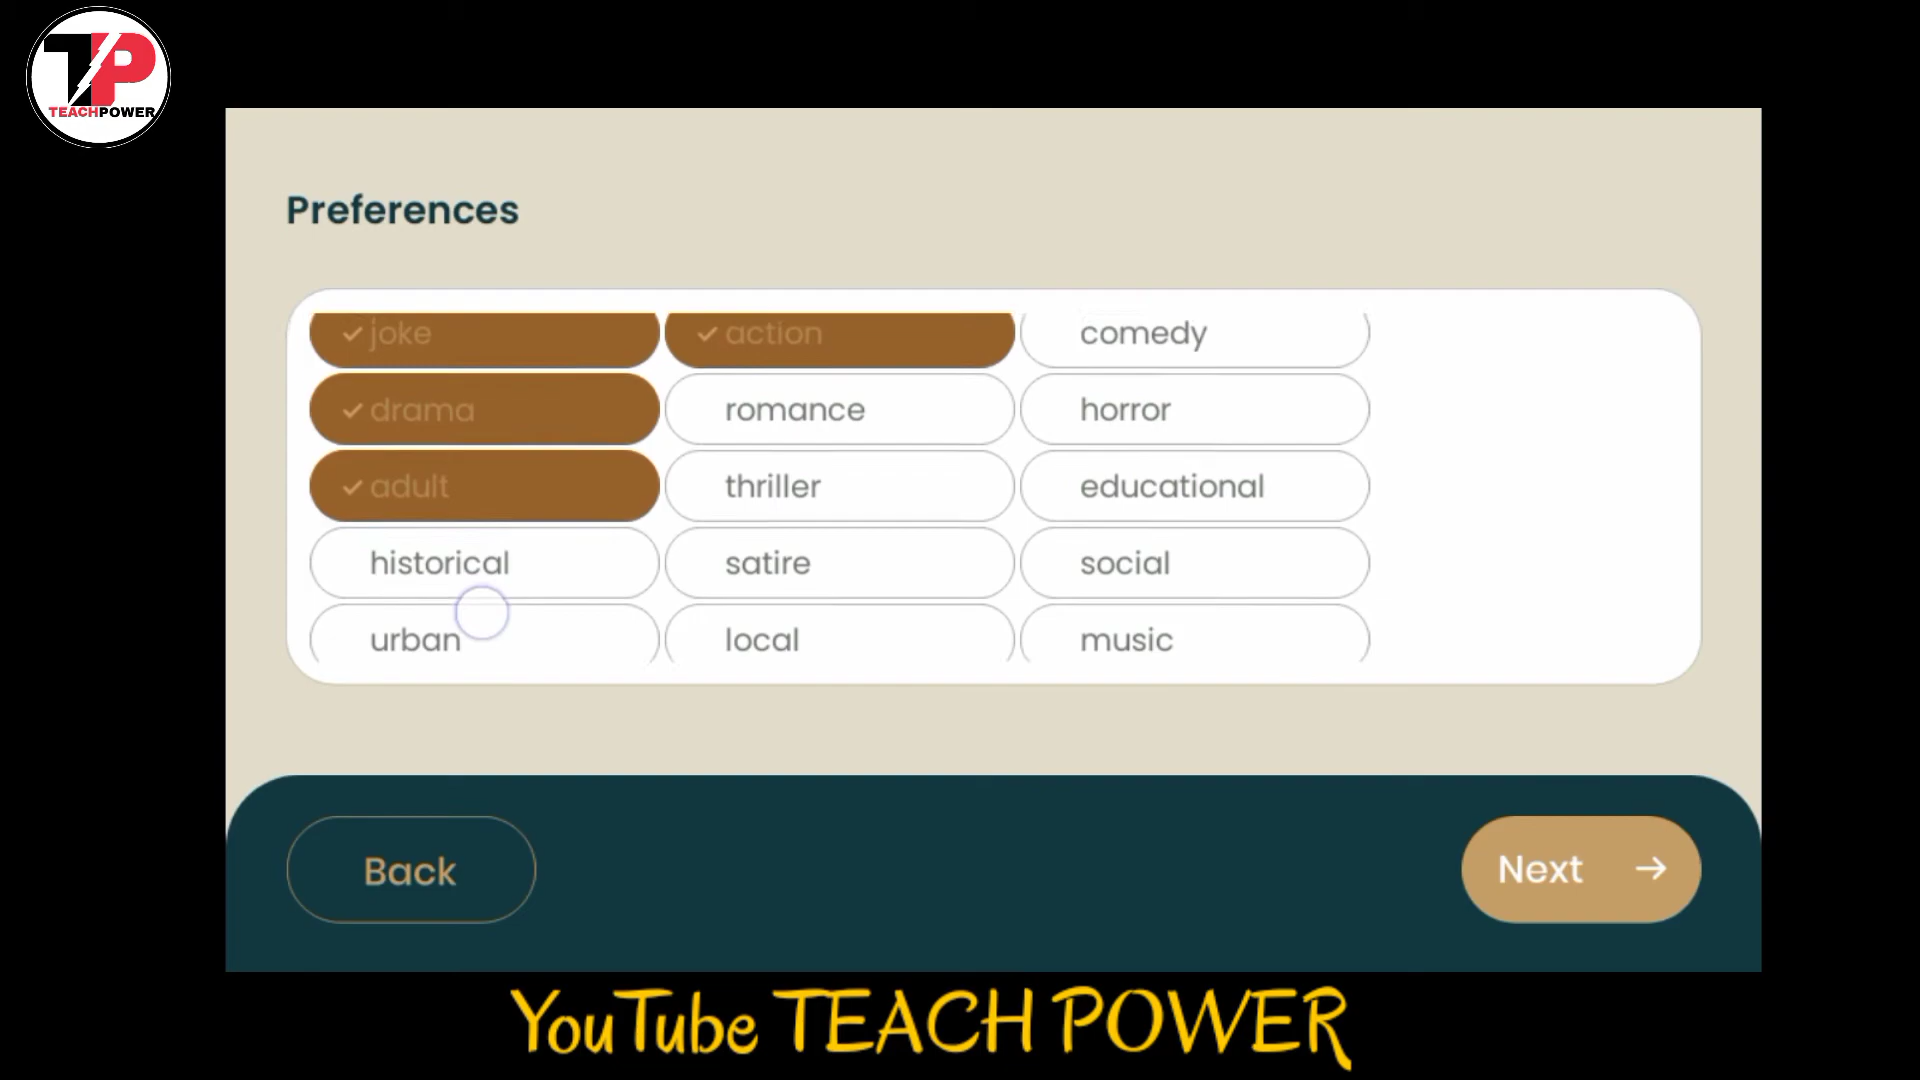 TP
TEACHPOWER
Preferences
joke action comedy
drama romance horror
adult thriller educational
historical satire social
urban local music
Back Next
YouTube TEACH POWER